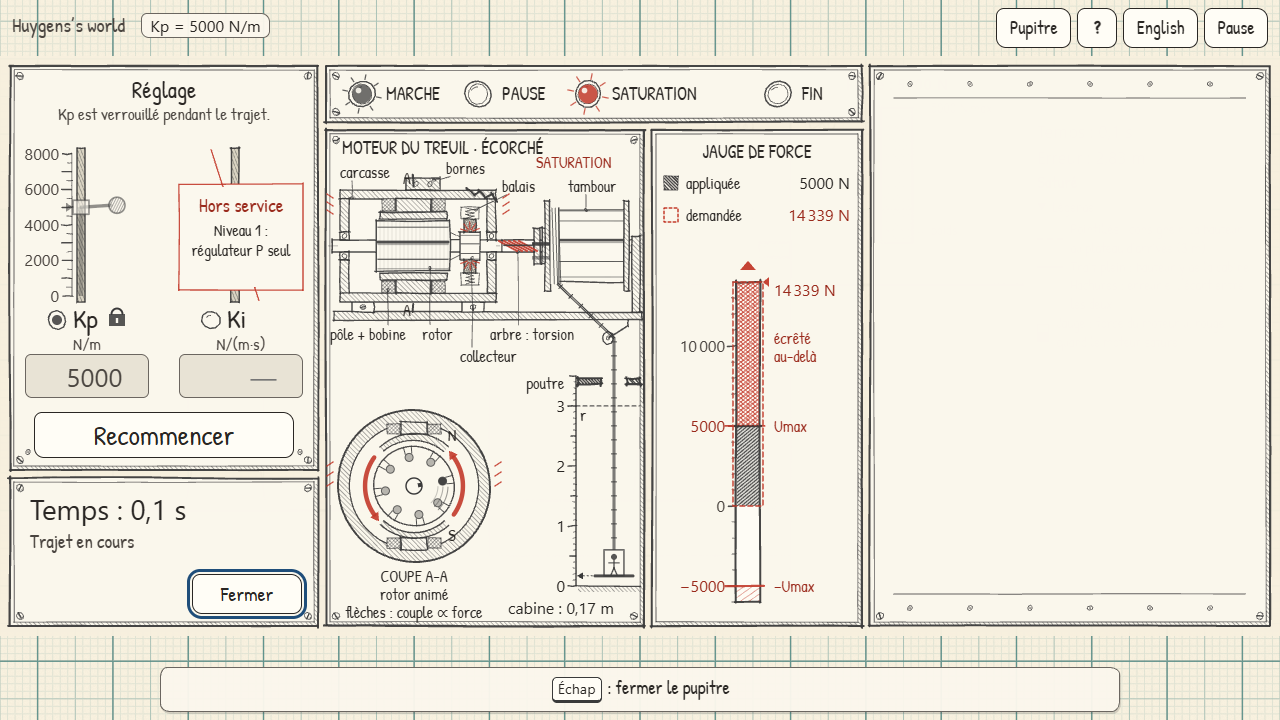 Huygens's world
Kp = 5000 N/m
Pupitre
?
English
Pause
Réglage
Kp est verrouillé pendant le trajet.
8000
6000
4000
2000
0
Hors service
Niveau 1 :
régulateur P seul
Kp
Ki
N/m
N/(m·s)
5000
—
Recommencer
Temps : 0,1 s
Trajet en cours
Fermer
MARCHE
PAUSE
SATURATION
FIN
MOTEUR DU TREUIL · ÉCORCHÉ
SATURATION
carcasse
A
bornes
balais
tambour
A
pôle + bobine
rotor
arbre : torsion
collecteur
poutre
3
r
2
1
0
N
S
COUPE A-A
rotor animé
flèches : couple ∝ force
cabine : 0,17 m
JAUGE DE FORCE
appliquée
5000 N
demandée
14 339 N
14 339 N
écrêté
au-delà
10 000
5000
Umax
0
−5000
−Umax
Échap : fermer le pupitre